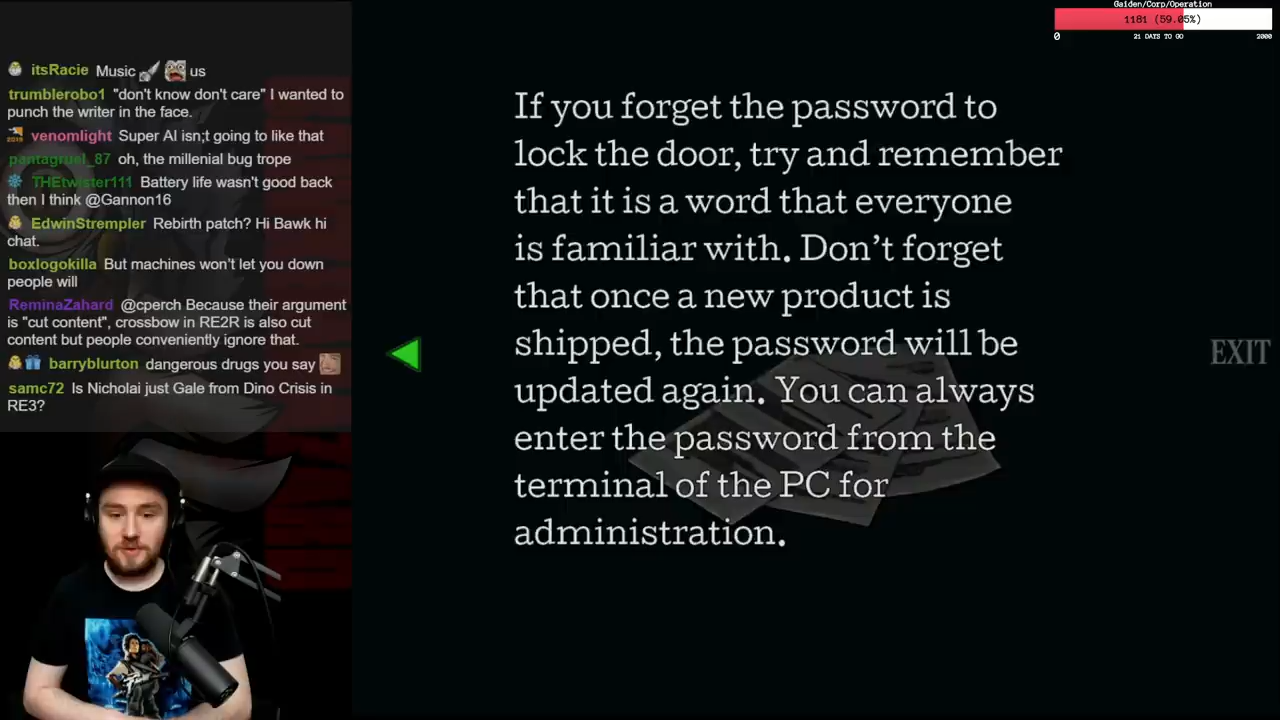 Gaiden/Corp/Operation
1181 (59.05%)
0 21 DAYS TO GO 2000
itsRacie Music us
trumblerobo1 "don't know don't care" I wanted to
punch the writer in the face.
venomlight Super AI isn;t going to like that
pantagruel_87 oh, the millenial bug trope
THEtwister111 Battery life wasn't good back
then I think @Gannon16
EdwinStrempler Rebirth patch? Hi Bawk hi
chat.
boxlogokilla But machines won't let you down
people will
ReminaZahard @cperch Because their argument
is "cut content", crossbow in RE2R is also cut
content but people conveniently ignore that.
barryblurton dangerous drugs you say
samc72 Is Nicholai just Gale from Dino Crisis in
RE3?
If you forget the password to
lock the door, try and remember
that it is a word that everyone
is familiar with. Don't forget
that once a new product is
shipped, the password will be
updated again. You can always
enter the password from the
terminal of the PC for
administration.
EXIT